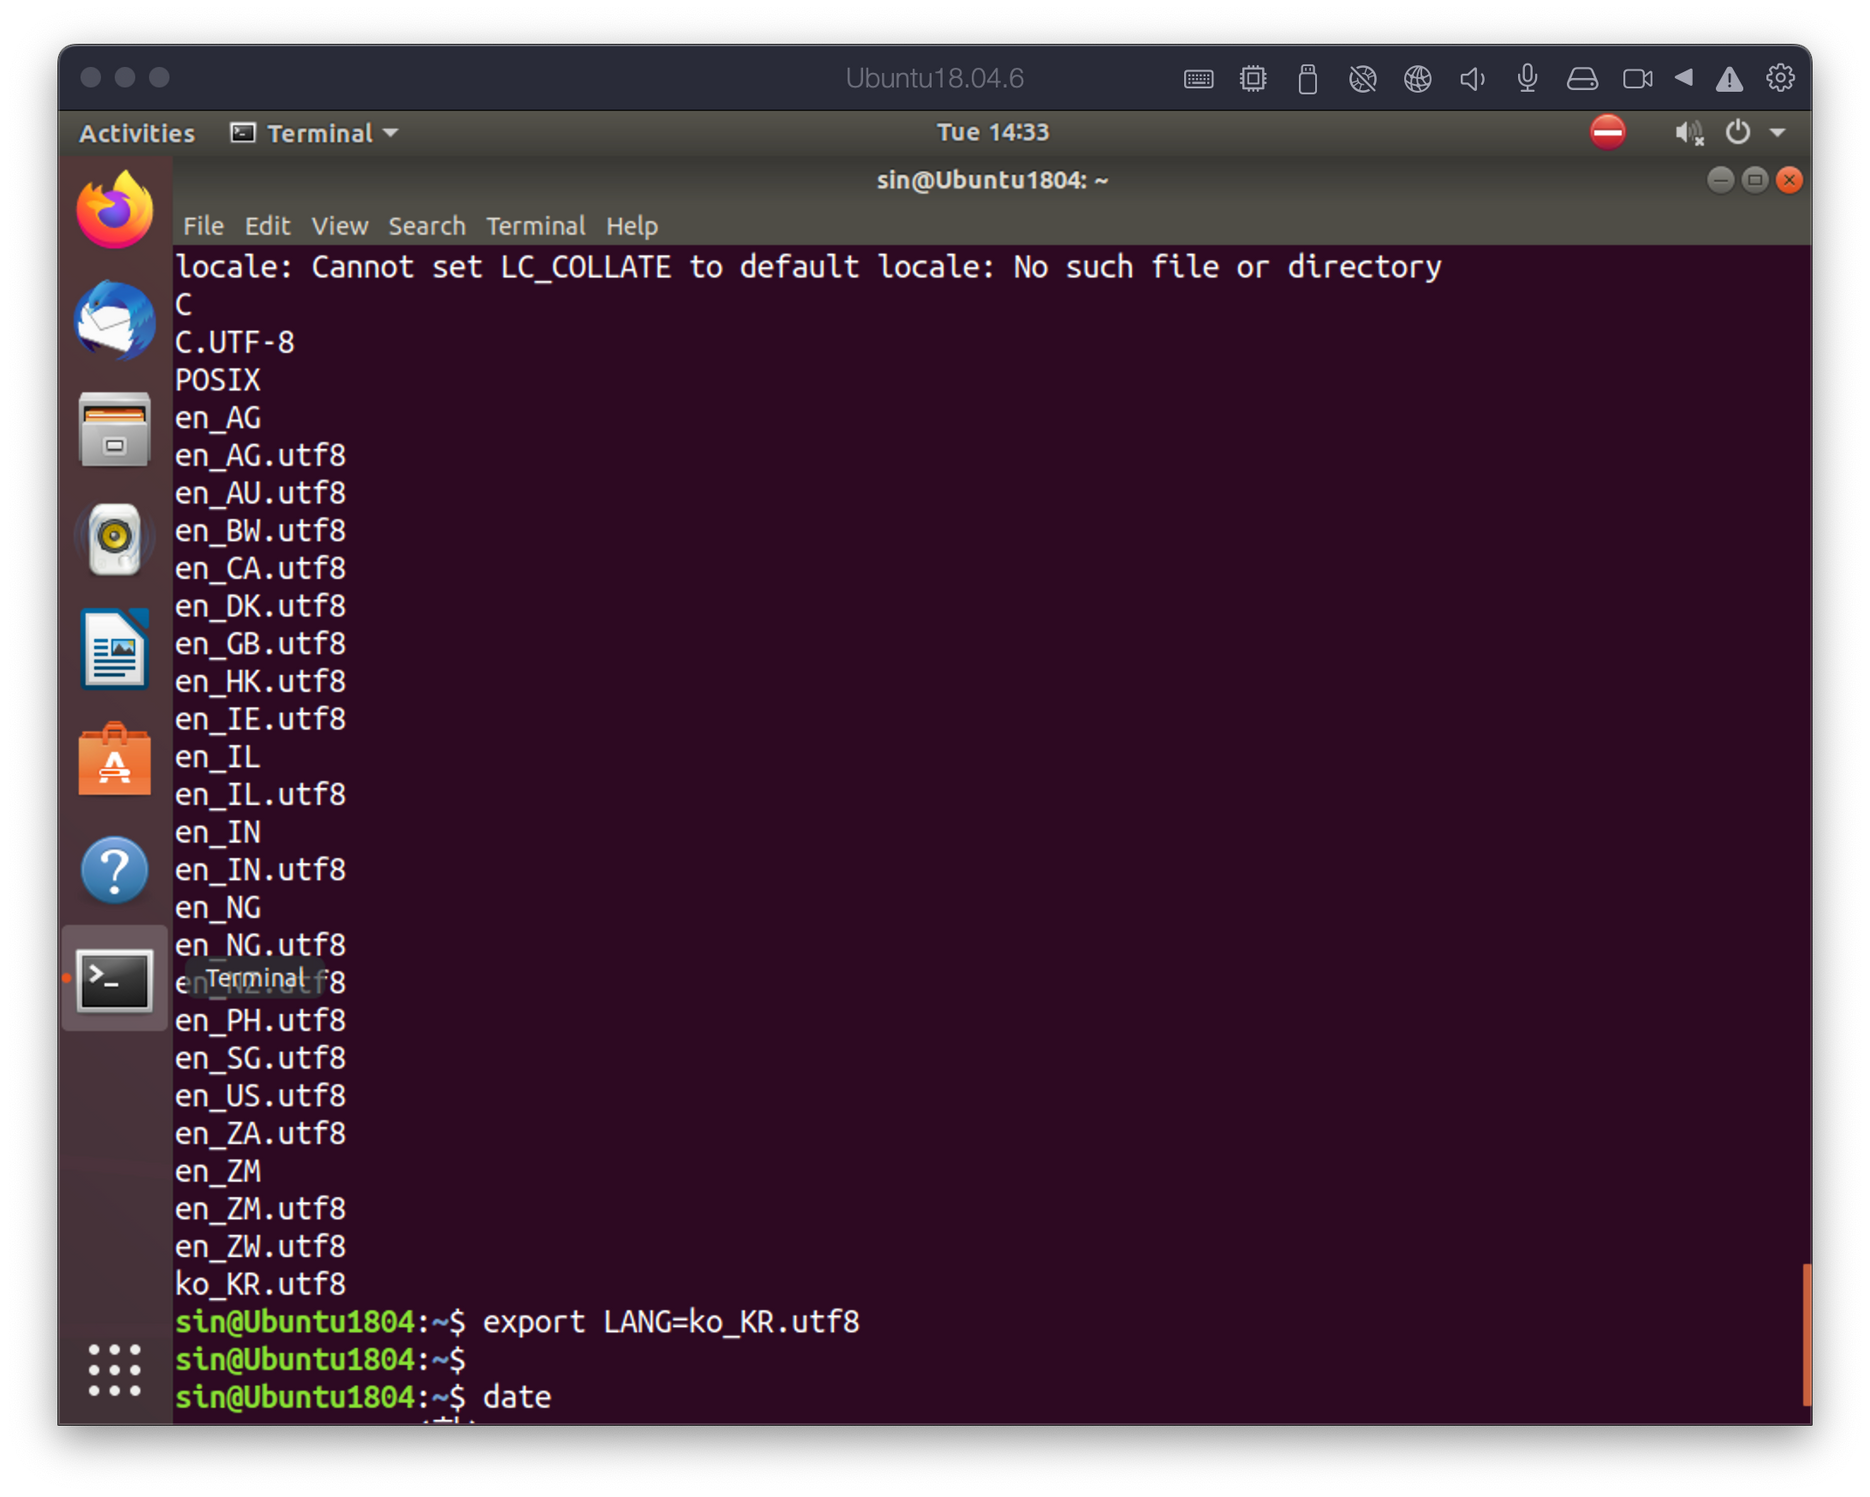 Ubuntu18.04.6
Activities Terminal Tue 14:33
sin@Ubuntu1804: ~
File Edit View Search Terminal Help
locale: Cannot set LC_COLLATE to default locale: No such file or directory
C
C.UTF-8
POSIX
en_AG
en_AG.utf8
en_AU.utf8
en_BW.utf8
en_CA.utf8
en_DK.utf8
en_GB.utf8
en_HK.utf8
en_IE.utf8
en_IL
en_IL.utf8
en_IN
en_IN.utf8
en_NG
en_NG.utf8
en_NZ.utf8
Terminal
en_PH.utf8
en_SG.utf8
en_US.utf8
en_ZA.utf8
en_ZM
en_ZM.utf8
en_ZW.utf8
ko_KR.utf8
sin@Ubuntu1804:~$ export LANG=ko_KR.utf8
sin@Ubuntu1804:~$
sin@Ubuntu1804:~$ date